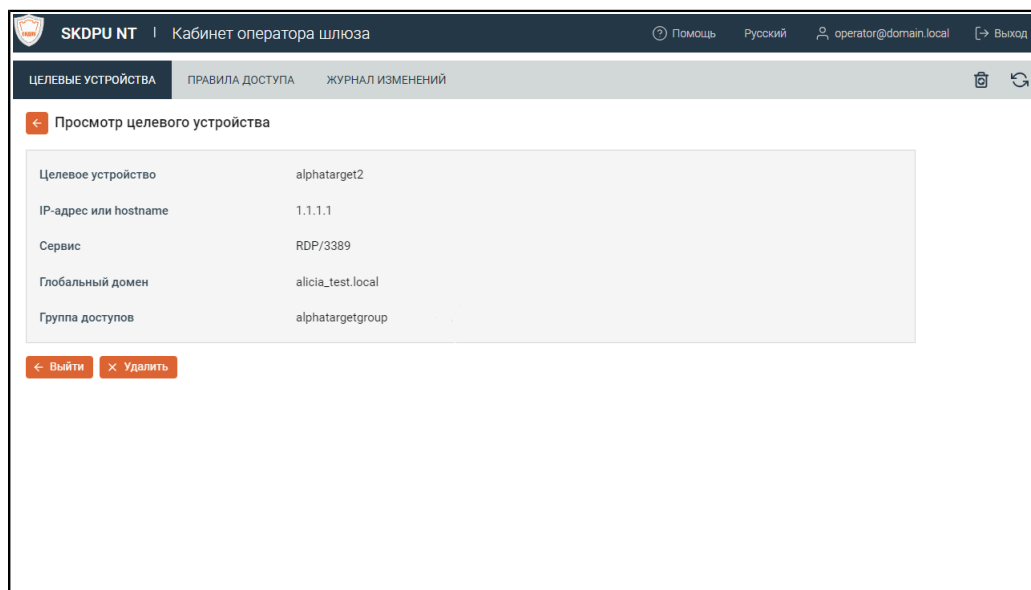 SKDPU NT | Кабинет оператора шлюза Помощь Русский operator@domain.local Выход
ЦЕЛЕВЫЕ УСТРОЙСТВА ПРАВИЛА ДОСТУПА ЖУРНАЛ ИЗМЕНЕНИЙ
Просмотр целевого устройства
Целевое устройство alphatarget2
IP-адрес или hostname 1.1.1.1
Сервис RDP/3389
Глобальный домен alicia_test.local
Группа доступов alphatargetgroup
Выйти Удалить